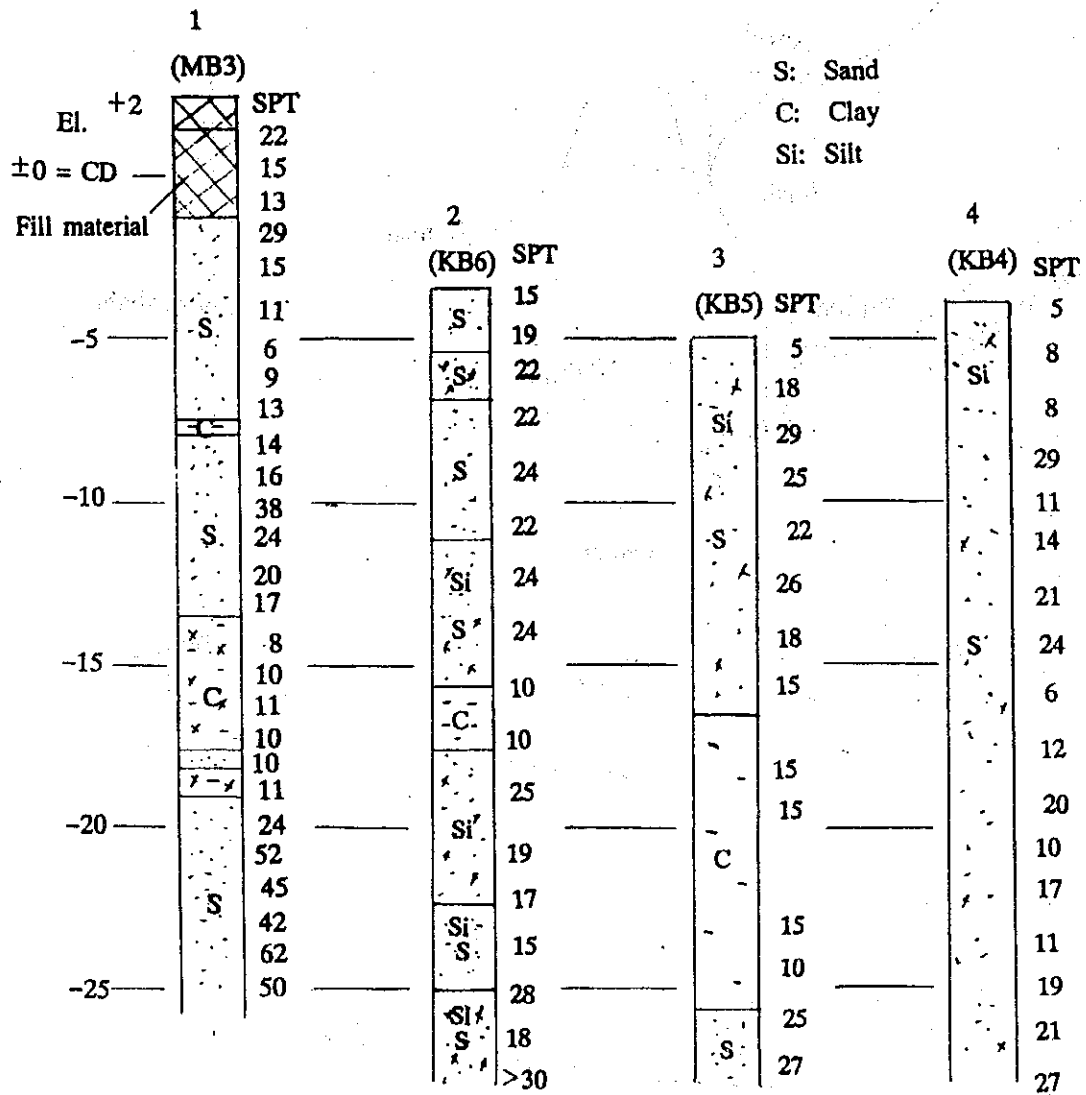 1
(MB3)
S: Sand
C: Clay
Si: Silt
El. +2
SPT
±0 = CD
Fill material
22
15
13
29
15
11
6
9
13
14
16
38
24
20
17
8
10
11
10
10
11
24
52
45
42
62
50
S
C
S
C
S
-5
-10
-15
-20
-25
2
(KB6) SPT
15
19
22
22
24
22
24
24
10
10
25
19
17
15
28
18
>30
S
S
S
Si
S
C
Si
Si
S
Si
S
3
(KB5) SPT
5
18
29
25
22
26
18
15
15
15
15
10
25
27
Si
S
C
S
4
(KB4) SPT
5
8
8
29
11
14
21
24
6
12
20
10
17
11
19
21
27
Si
S